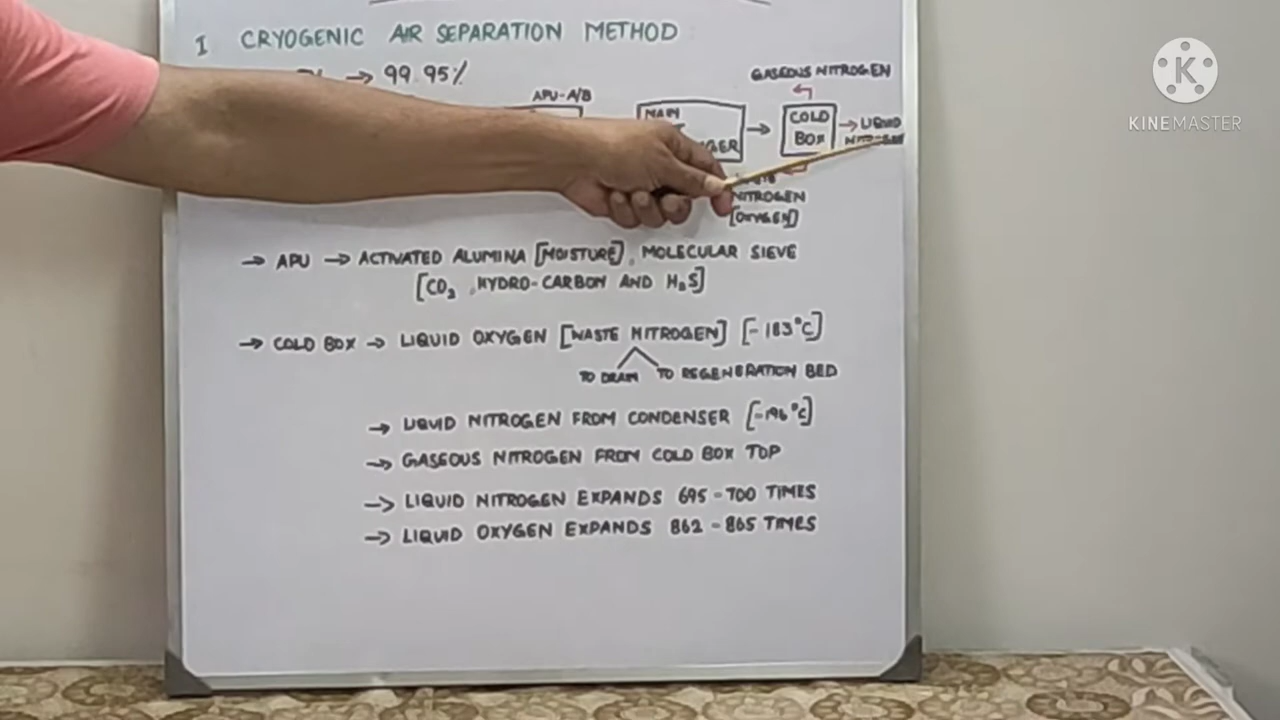 I CRYOGENIC AIR SEPARATION METHOD
→ 99.95%
GASEOUS NITROGEN
APU-A/B
MAIN
COLD BOX
→ LIQUID
KINEMASTER
NITROGEN
[OXYGEN]
→ APU → ACTIVATED ALUMINA [MOISTURE], MOLECULAR SIEVE
[CO2, HYDRO-CARBON AND H2S]
→ COLD BOX → LIQUID OXYGEN [WASTE NITROGEN] [-183°C]
TO DRAIN TO REGENERATION BED
→ LIQUID NITROGEN FROM CONDENSER [-196°C]
→ GASEOUS NITROGEN FROM COLD BOX TOP
→ LIQUID NITROGEN EXPANDS 695-700 TIMES
→ LIQUID OXYGEN EXPANDS 862-865 TIMES